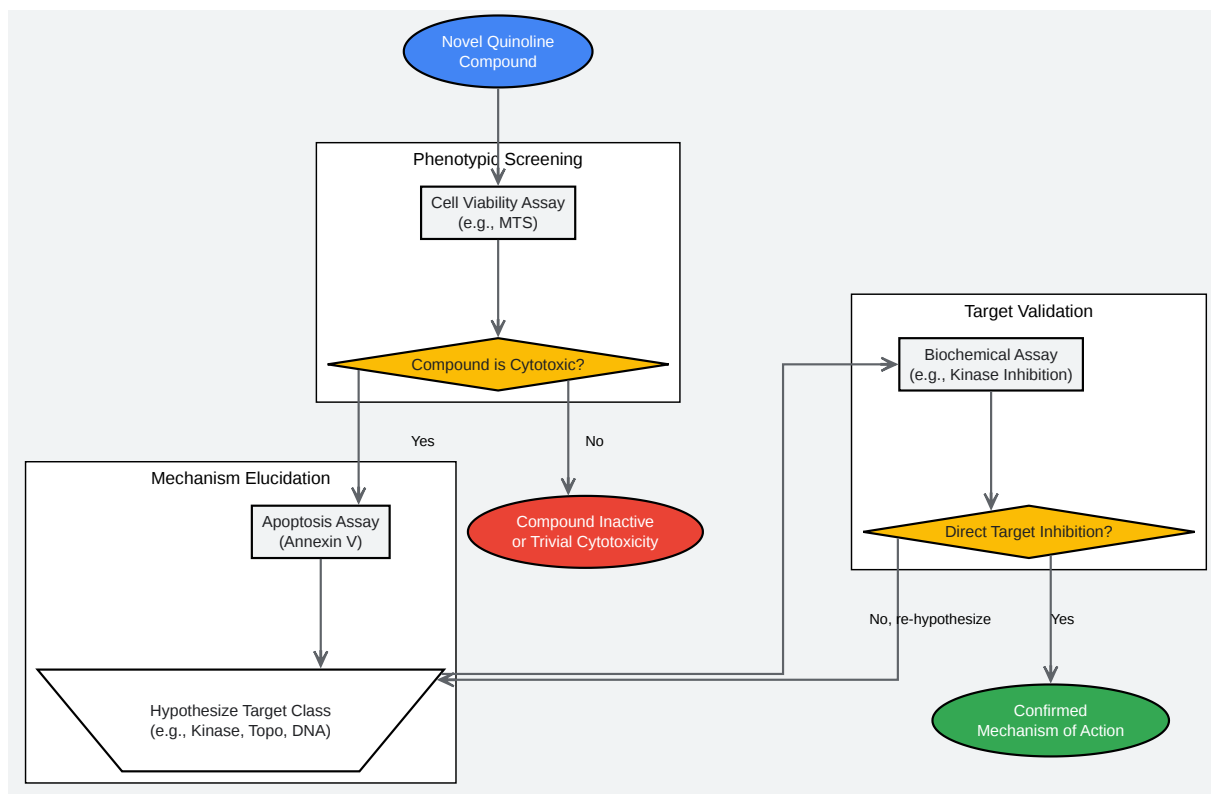 Novel Quinoline
Compound
Phenotypic Screening
Cell Viability Assay
(e.g., MTS)
Compound is Cytotoxic?
Yes
No
Mechanism Elucidation
Apoptosis Assay
(Annexin V)
Compound Inactive
or Trivial Cytotoxicity
Hypothesize Target Class
(e.g., Kinase, Topo, DNA)
Target Validation
Biochemical Assay
(e.g., Kinase Inhibition)
Direct Target Inhibition?
No, re-hypothesize
Yes
Confirmed
Mechanism of Action